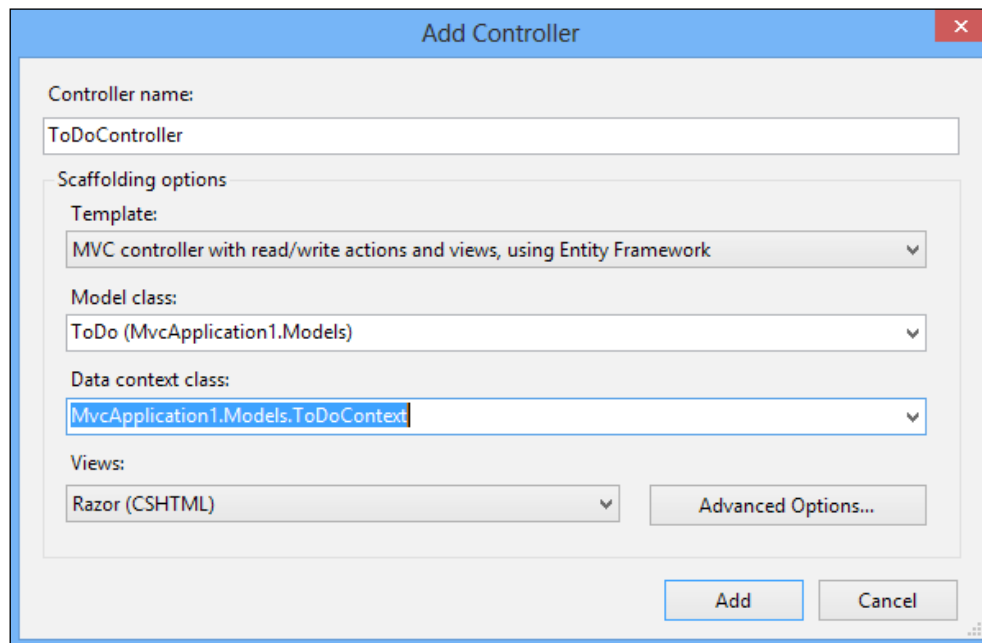 Add Controller
Controller name:
ToDoController
Scaffolding options
Template:
MVC controller with read/write actions and views, using Entity Framework
Model class:
ToDo (MvcApplication1.Models)
Data context class:
MvcApplication1.Models.ToDoContext
Views:
Razor (CSHTML)
Advanced Options...
Add
Cancel